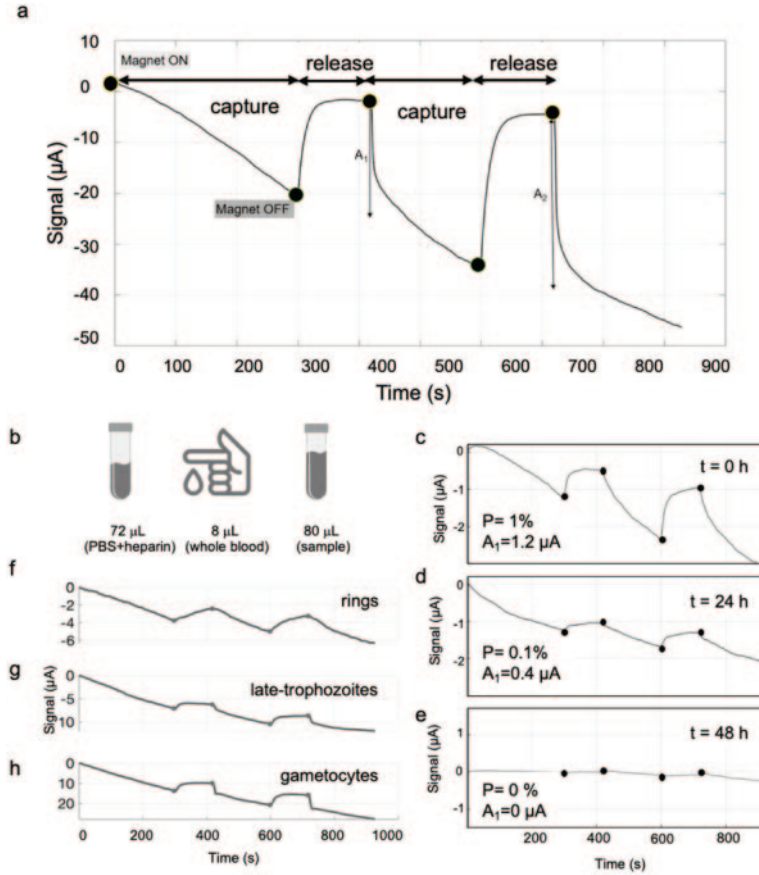 a
10
0
-10
-20
-30
-40
-50
Signal (µA)
Magnet ON
release
release
capture
capture
A1
A2
Magnet OFF
0 100 200 300 400 500 600 700 800 900
Time (s)
b
72 µL
(PBS+heparin)
8 µL
(whole blood)
80 µL
(sample)
c
0
-1
-2
Signal (µA)
t = 0 h
P= 1%
A1=1.2 µA
d
0
-1
-2
Signal (µA)
t = 24 h
P= 0.1%
A1=0.4 µA
e
1
0
-1
Signal (µA)
t = 48 h
P= 0 %
A1=0 µA
200 400 600 800
Time (s)
f
0
-2
-4
-6
rings
g
0
-5
10
Signal (µA)
late-trophozoites
h
0
10
20
gametocytes
0 200 400 600 800 1000
Time (s)